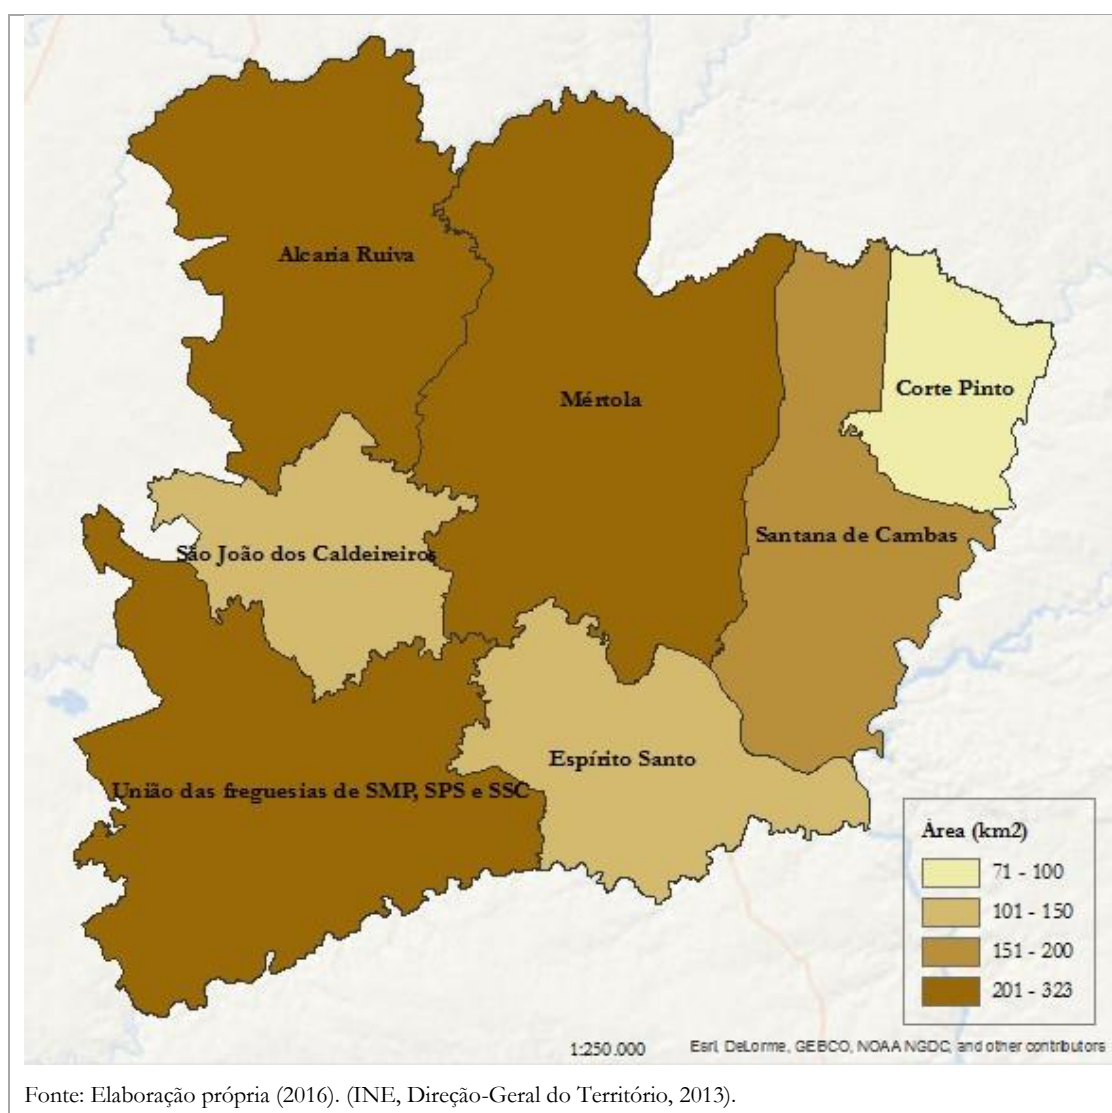 Alcaria Ruiva
Corte Pinto
Mértola
Santana de Cambas
São João dos Caldeireiros
Espírito Santo
União das freguesias de SMP, SPS e SSC
Área (km2)
71 - 100
101 - 150
151 - 200
201 - 323
1:250.000
Esri, DeLorme, GEBCO, NOAA NGDC, and other contributors
Fonte: Elaboração própria (2016). (INE, Direção-Geral do Território, 2013).